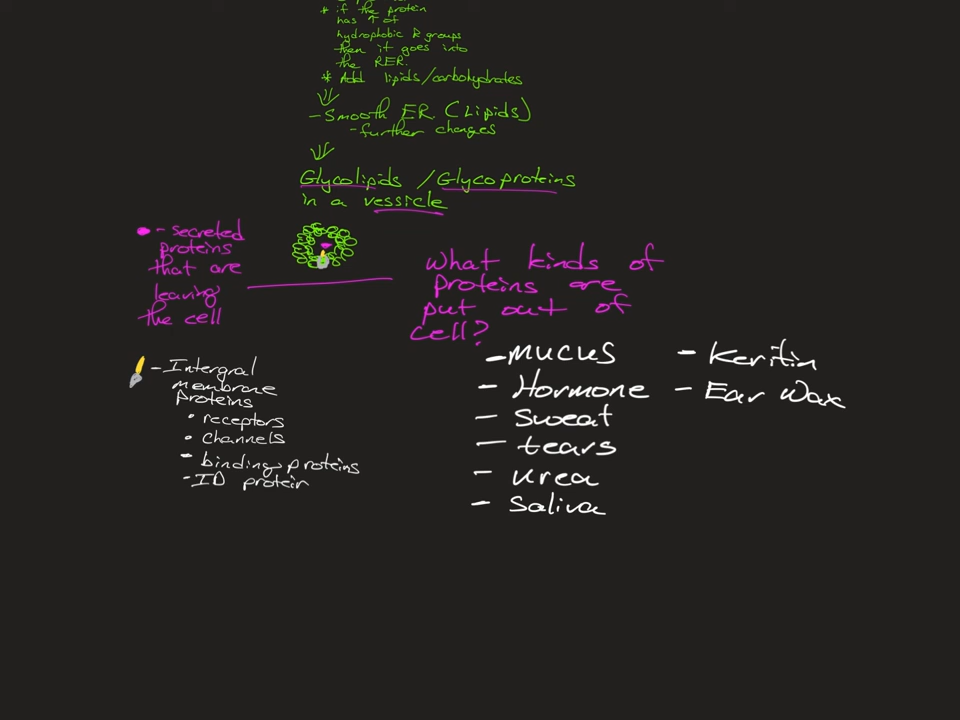 * if the protein
has ↑ of
hydrophobic R groups
then it goes into
the RER.
* Add lipids/carbohydrates
⇓
- Smooth ER (Lipids)
- further changes
⇓
Glycolipids / Glycoproteins
in a vessicle
- secreted
proteins
that are
leaving
the cell
What kinds of
proteins are
put out of
cell?
- Mucus
- Hormone
- Sweat
- tears
- Urea
- Saliva
- Keritin
- Ear Wax
- Intergral
membrane
Proteins
• receptors
• channels
- binding proteins
- ID protein